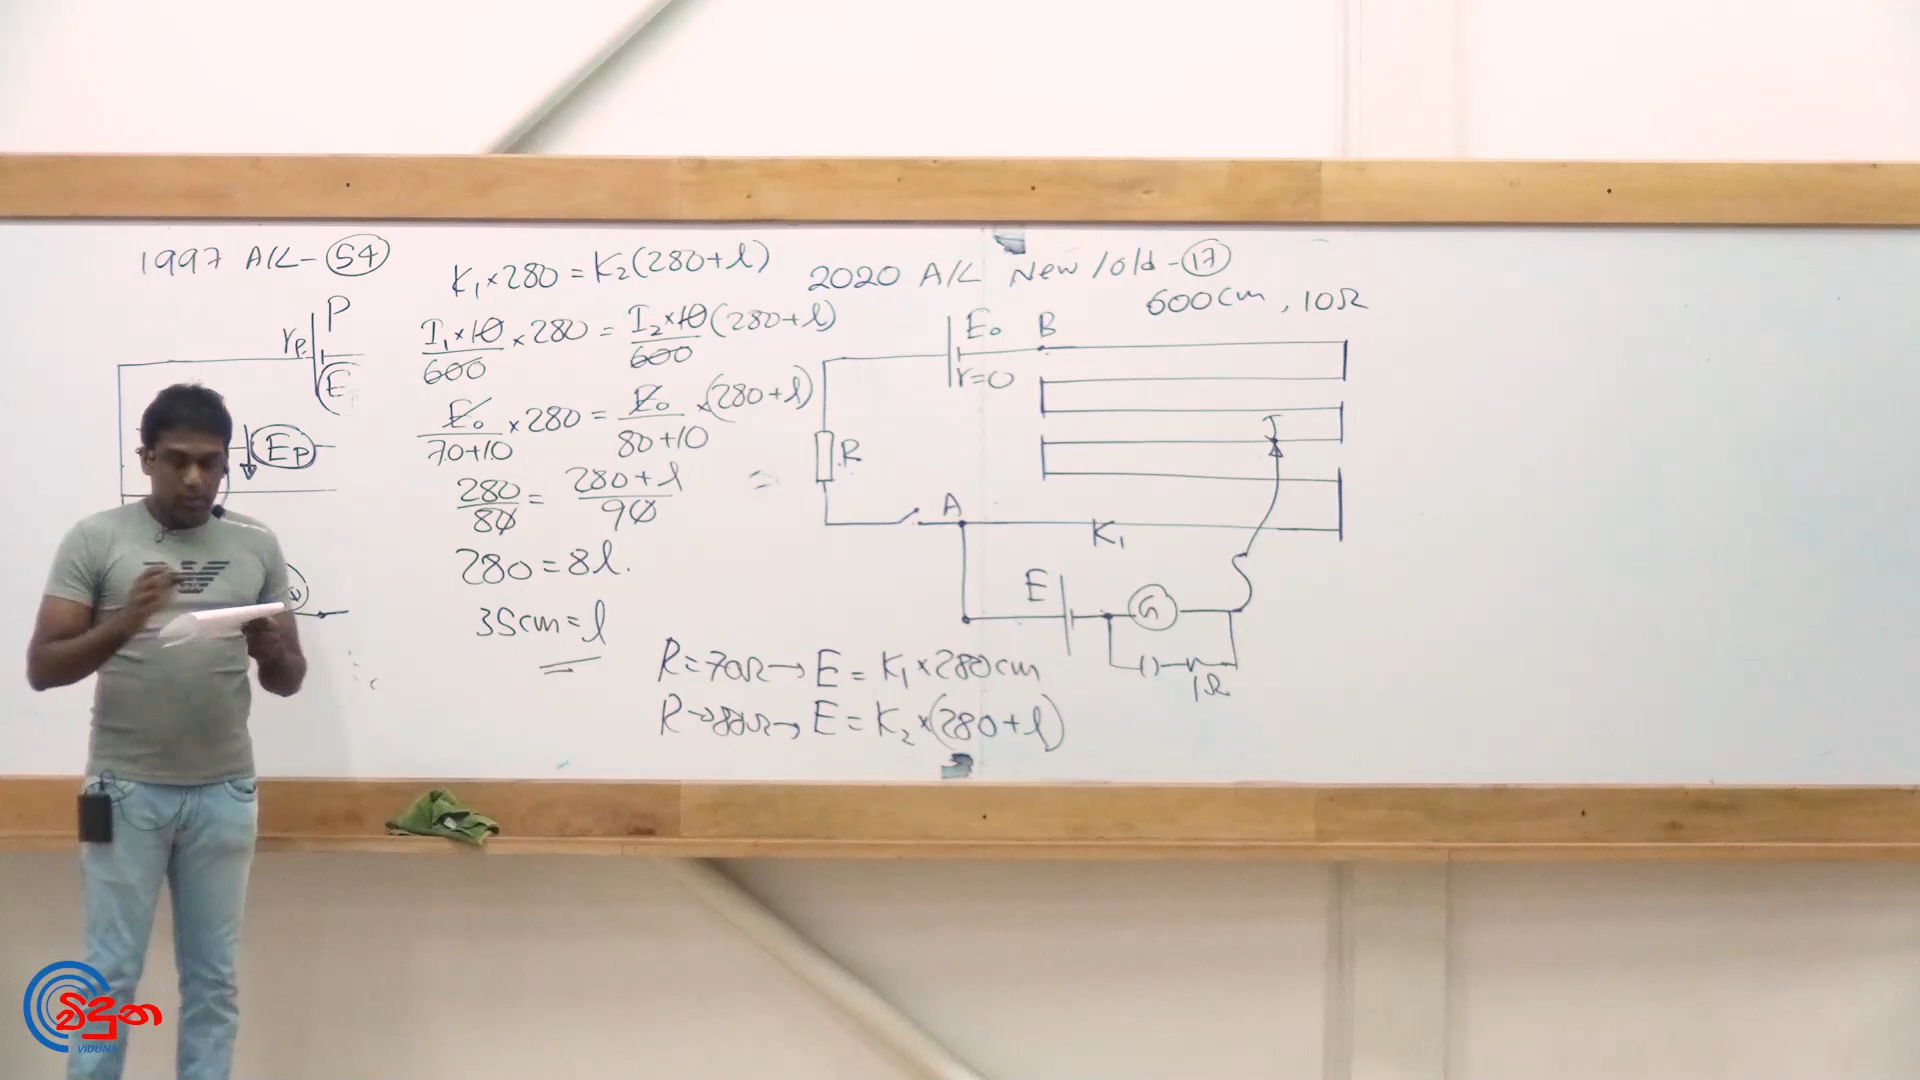 1997 A/L - 54
P
rp
E
Ep
K₁ × 280 = K₂ (280 + l)
I₁ × 10 / 600 × 280 = I₂ × 10 / 600 (280 + l)
E₀ / 70 + 10 × 280 = E₀ / 80 + 10 × (280 + l)
280 / 80 = 280 + l / 90
280 = 8l.
35cm = l
R = 70Ω → E = K₁ × 280cm
R → 80Ω → E = K₂ × (280 + l)
2020 A/L New / old - 17
600cm, 10Ω
E₀ B
r = 0
R
J
A
K₁
E
G
1Ω
විදුන
VIDUNA